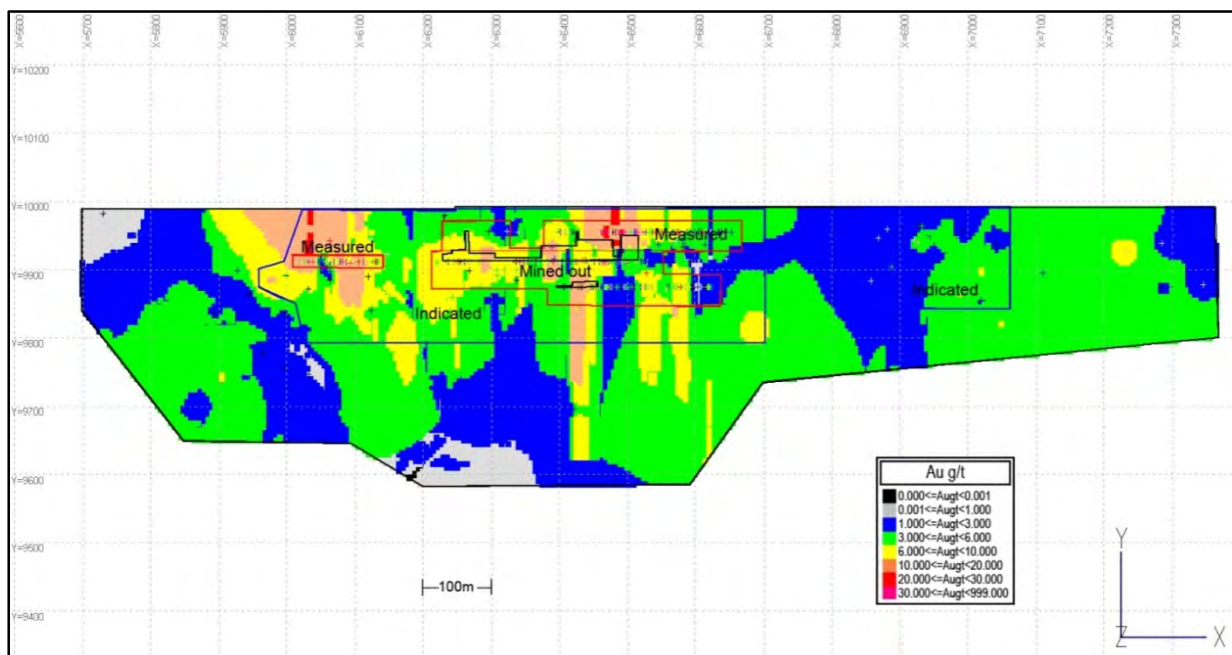 X=5600
X=5700
X=5800
X=5900
X=6000
X=6100
X=6200
X=6300
X=6400
X=6500
X=6600
X=6700
X=6800
X=6900
X=7000
X=7100
X=7200
X=7300
Y=10200
Y=10100
Y=10000
Y=9900
Y=9800
Y=9700
Y=9600
Y=9500
Y=9400
Measured
Measured
Mined out
Indicated
Indicated
100m
Au g/t
0.000<=Augt<0.001
0.001<=Augt<1.000
1.000<=Augt<3.000
3.000<=Augt<6.000
6.000<=Augt<10.000
10.000<=Augt<20.000
20.000<=Augt<30.000
30.000<=Augt<999.000
Y
Z
X